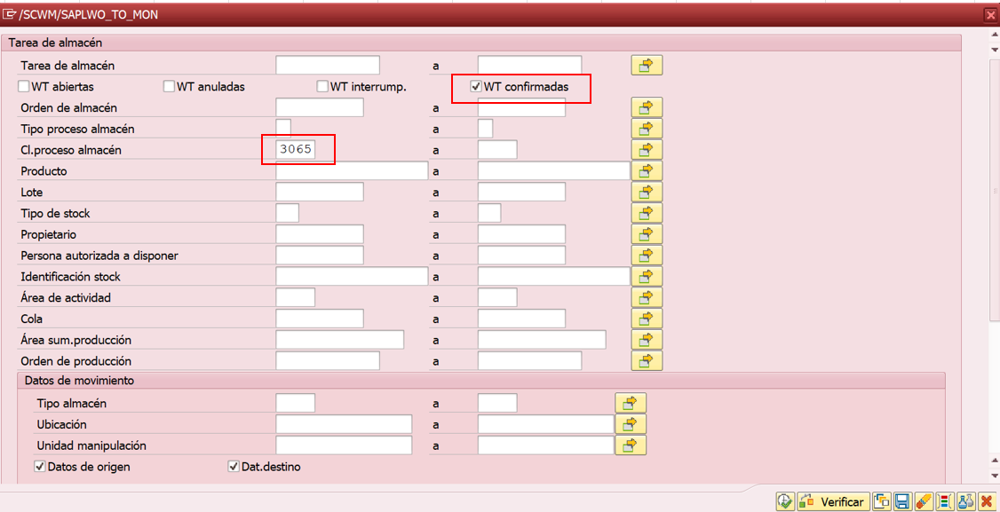 /SCWM/SAPLWO_TO_MON
Tarea de almacén
Tarea de almacén a
WT abiertas WT anuladas WT interrump. WT confirmadas
Orden de almacén a
Tipo proceso almacén a
Cl.proceso almacén 3065 a
Producto a
Lote a
Tipo de stock a
Propietario a
Persona autorizada a disponer a
Identificación stock a
Área de actividad a
Cola a
Área sum.producción a
Orden de producción a
Datos de movimiento
Tipo almacén a
Ubicación a
Unidad manipulación a
Datos de origen Dat.destino
Verificar